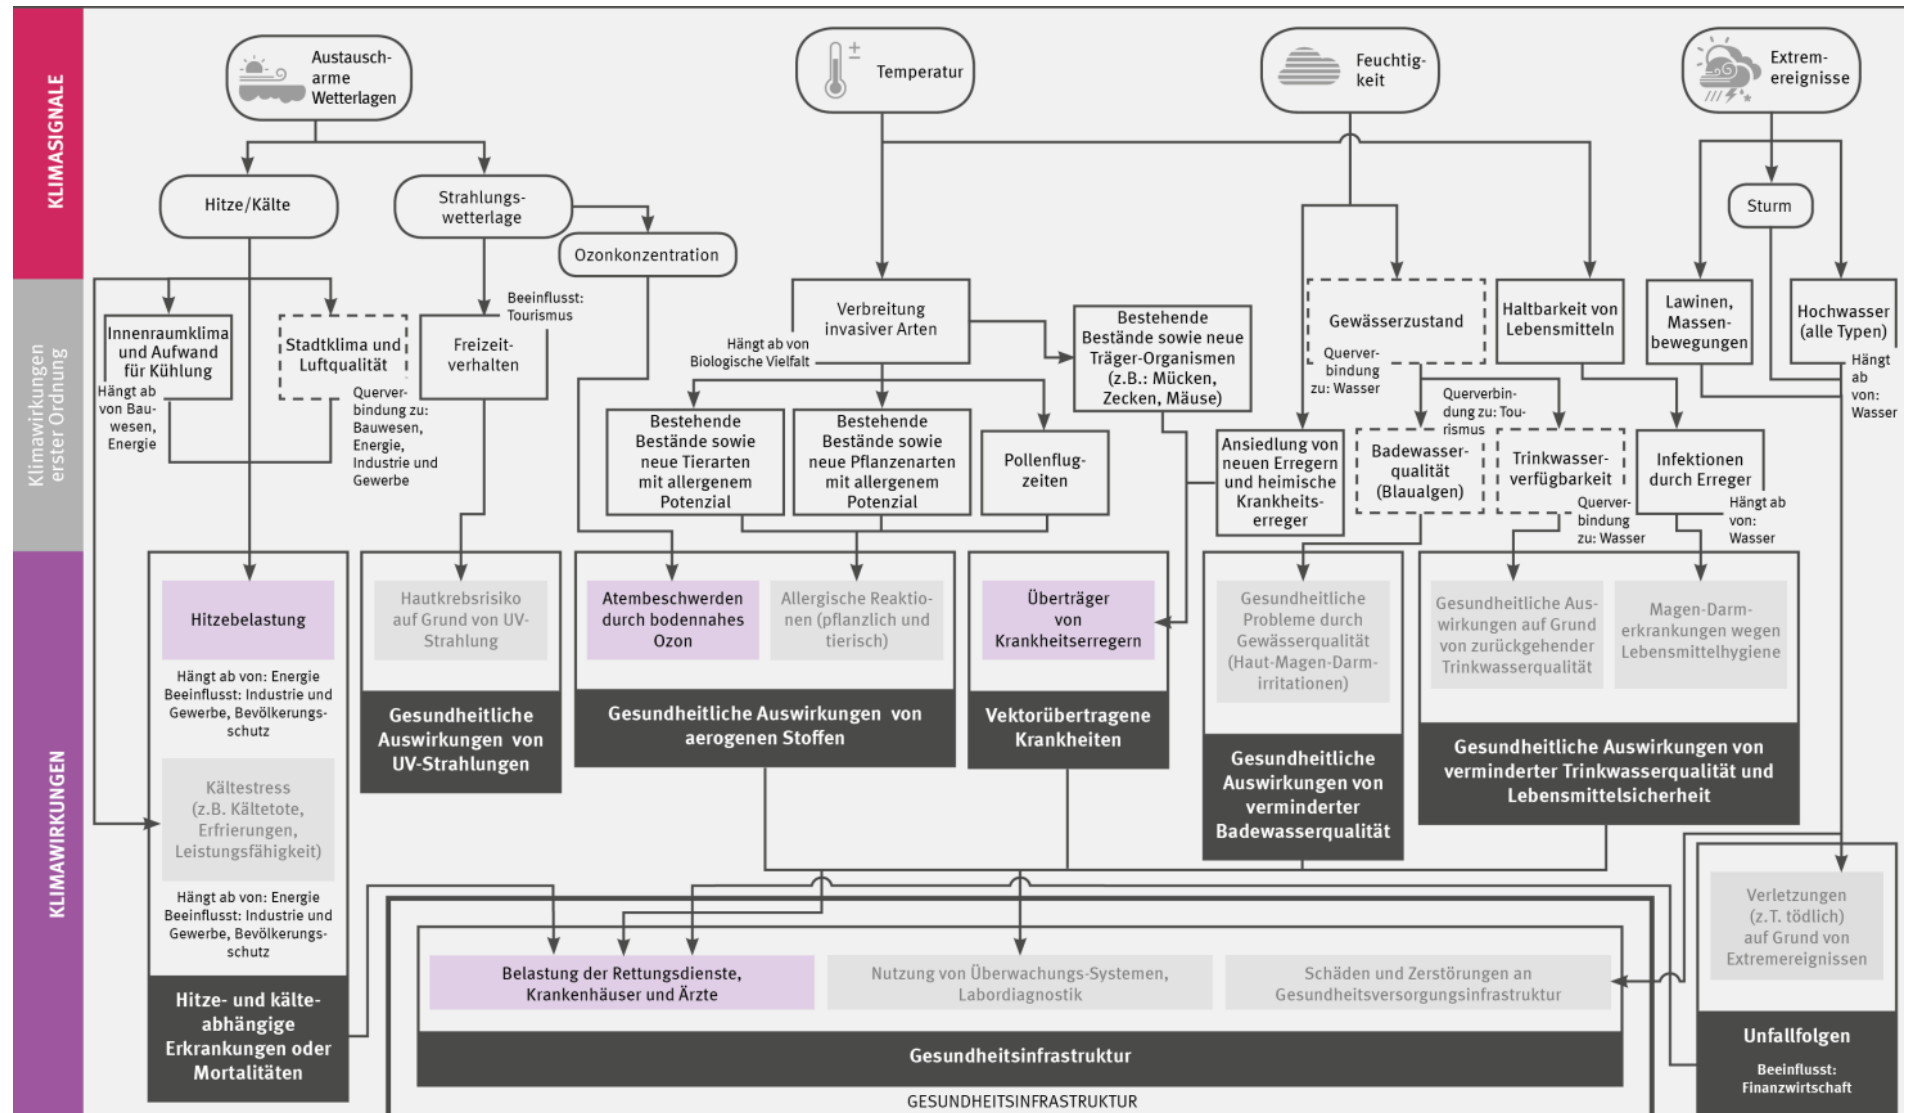 KLIMASIGNALE
Austausch-
arme
Wetterlagen
Temperatur
Feuchtig-
keit
Extrem-
ereignisse
Hitze/Kälte
Strahlungs-
wetterlage
Ozonkonzentration
Sturm
Klimawirkungen
erster Ordnung
Innenraumklima
und Aufwand
für Kühlung
Hängt ab
von Bau-
wesen,
Energie
Stadtklima und
Luftqualität
Querver-
bindung zu:
Bauwesen,
Energie,
Industrie und
Gewerbe
Beeinflusst:
Tourismus
Freizeit-
verhalten
Verbreitung
invasiver Arten
Hängt ab von
Biologische Vielfalt
Bestehende
Bestände sowie neue
Träger-Organismen
(z.B.: Mücken,
Zecken, Mäuse)
Gewässerzustand
Querver-
bindung
zu: Wasser
Haltbarkeit von
Lebensmitteln
Lawinen,
Massen-
bewegungen
Hochwasser
(alle Typen)
Hängt
ab
von:
Wasser
Bestehende
Bestände sowie
neue Tierarten
mit allergenem
Potenzial
Bestehende
Bestände sowie
neue Pflanzenarten
mit allergenem
Potenzial
Pollenflug-
zeiten
Ansiedlung von
neuen Erregern
und heimische
Krankheits-
erreger
Querverbin-
dung zu: Tou-
rismus
Badewasser-
qualität
(Blaualgen)
Trinkwasser-
verfügbarkeit
Querver-
bindung
zu: Wasser
Infektionen
durch Erreger
Hängt ab
von:
Wasser
KLIMAWIRKUNGEN
Hitzebelastung
Hängt ab von: Energie
Beeinflusst: Industrie und
Gewerbe, Bevölkerungs-
schutz
Kältestress
(z.B. Kältetote,
Erfrierungen,
Leistungsfähigkeit)
Hängt ab von: Energie
Beeinflusst: Industrie und
Gewerbe, Bevölkerungs-
schutz
Hitze- und kälte-
abhängige
Erkrankungen oder
Mortalitäten
Hautkrebsrisiko
auf Grund von UV-
Strahlung
Gesundheitliche
Auswirkungen von
UV-Strahlungen
Atembeschwerden
durch bodennahes
Ozon
Allergische Reaktio-
nen (pflanzlich und
tierisch)
Gesundheitliche Auswirkungen von
aerogenen Stoffen
Überträger
von
Krankheitserregern
Vektorübertragene
Krankheiten
Gesundheitliche
Probleme durch
Gewässerqualität
(Haut-Magen-Darm-
irritationen)
Gesundheitliche
Auswirkungen von
verminderter
Badewasserqualität
Gesundheitliche Aus-
wirkungen auf Grund
von zurückgehender
Trinkwasserqualität
Magen-Darm-
erkrankungen wegen
Lebensmittelhygiene
Gesundheitliche Auswirkungen von
verminderter Trinkwasserqualität und
Lebensmittelsicherheit
Verletzungen
(z.T. tödlich)
auf Grund von
Extremereignissen
Unfallfolgen
Beeinflusst:
Finanzwirtschaft
Belastung der Rettungsdienste,
Krankenhäuser und Ärzte
Nutzung von Überwachungs-Systemen,
Labordiagnostik
Schäden und Zerstörungen an
Gesundheitsversorgungsinfrastruktur
Gesundheitsinfrastruktur
GESUNDHEITSINFRASTRUKTUR